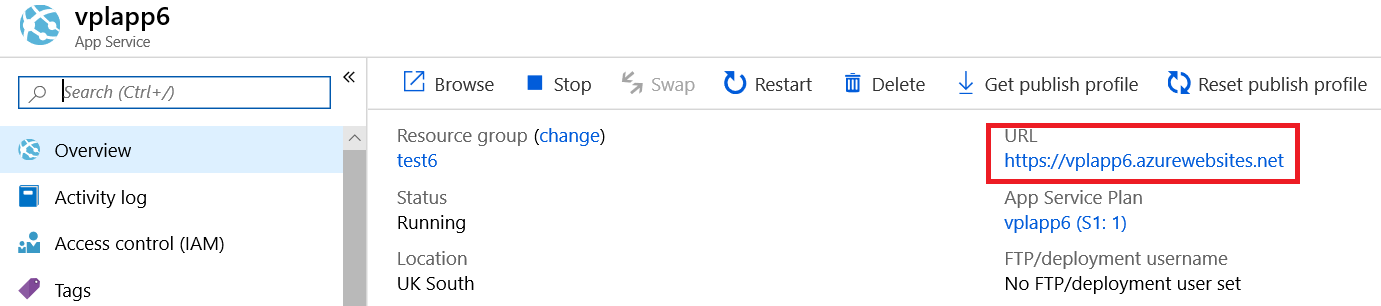 vplapp6
App Service
Search (Ctrl+/)
Overview
Activity log
Access control (IAM)
Tags
Browse Stop Swap Restart Delete Get publish profile Reset publish profile
Resource group (change)
test6
Status
Running
Location
UK South
URL
https://vplapp6.azurewebsites.net
App Service Plan
vplapp6 (S1: 1)
FTP/deployment username
No FTP/deployment user set